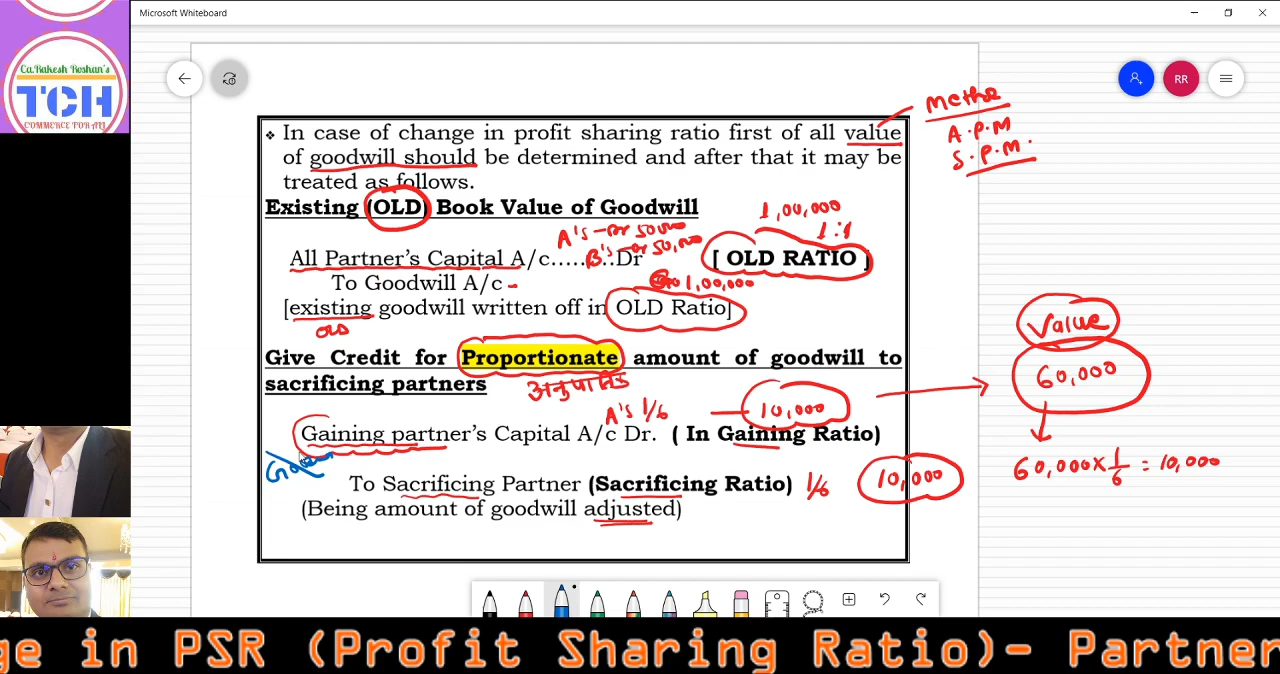 Microsoft Whiteboard
Ca.Rakesh Roshan's
TCH
COMMERCE FOR ALL
RR
Metho
A.P.M
S.P.M.
❖ In case of change in profit sharing ratio first of all value
of goodwill should be determined and after that it may be
treated as follows.
Existing (OLD) Book Value of Goodwill
1,00,000
1:1
A's - Dr 50,000
B's - Dr 50,000
All Partner's Capital A/c.........Dr [ OLD RATIO ]
To Goodwill A/c - 1,00,000
[existing goodwill written off in OLD Ratio]
OLD
Give Credit for Proportionate amount of goodwill to
sacrificing partners
अनुपातिक
A's 1/6 — 10,000
Gaining partner's Capital A/c Dr. ( In Gaining Ratio)
To Sacrificing Partner (Sacrificing Ratio) 1/6 10,000
(Being amount of goodwill adjusted)
Value
60,000
60,000 x 1/6 = 10,000
ge in PSR (Profit Sharing Ratio)- Partner